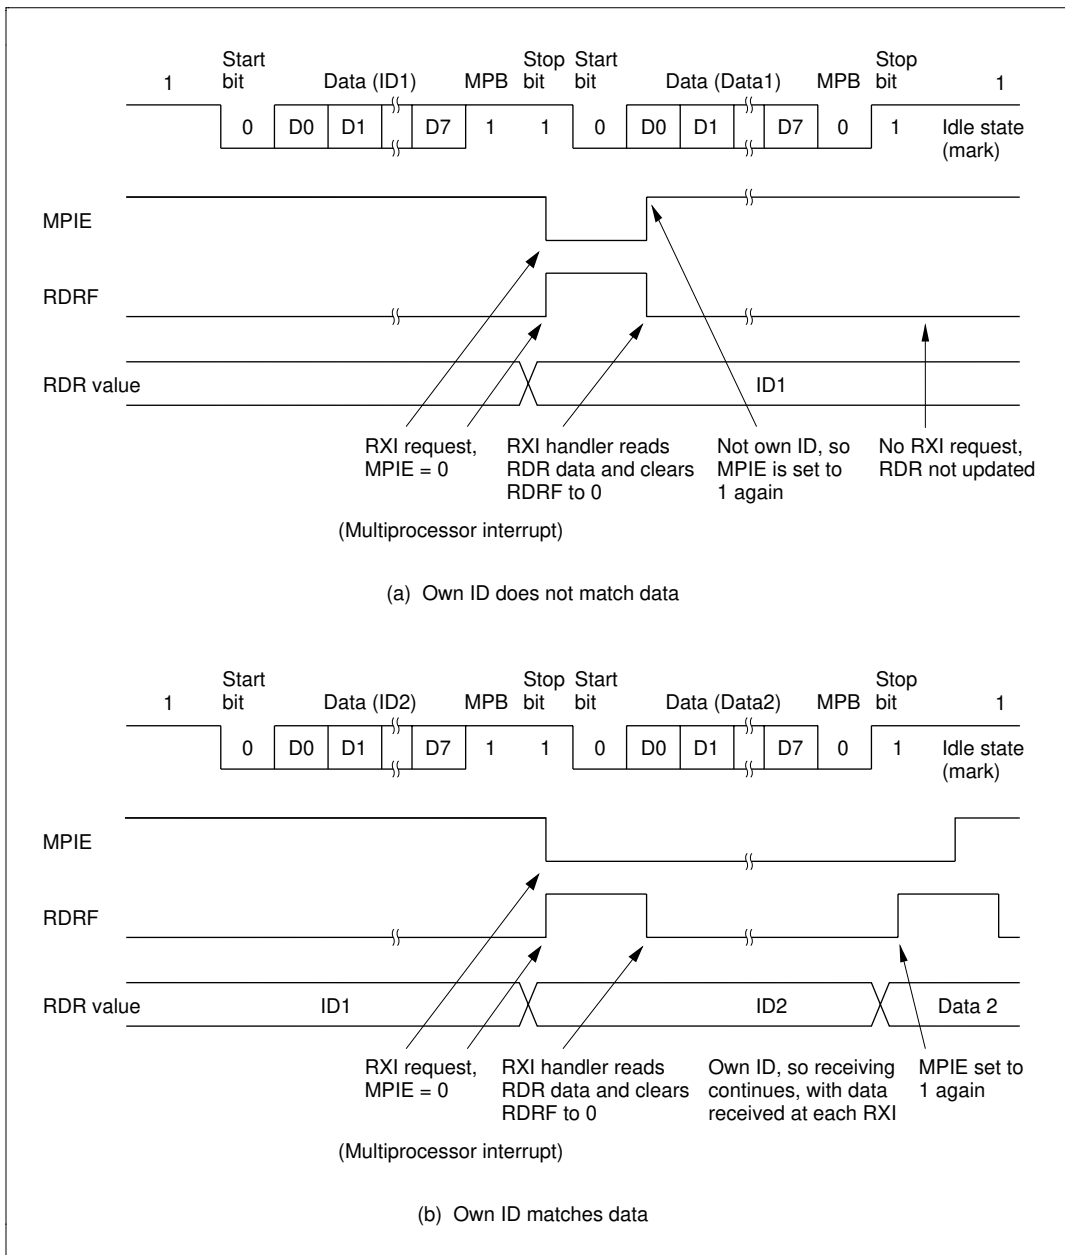 Start Stop Start Stop
1 bit Data (ID1) MPB bit bit Data (Data1) MPB bit 1
0 D0 D1 D7 1 1 0 D0 D1 D7 0 1 Idle state
(mark)
MPIE
RDRF
RDR value ID1
RXI request,
MPIE = 0
RXI handler reads
RDR data and clears
RDRF to 0
Not own ID, so
MPIE is set to
1 again
No RXI request,
RDR not updated
(Multiprocessor interrupt)
(a) Own ID does not match data
Start Stop Start Stop
1 bit Data (ID2) MPB bit bit Data (Data2) MPB bit 1
0 D0 D1 D7 1 1 0 D0 D1 D7 0 1 Idle state
(mark)
MPIE
RDRF
RDR value ID1 ID2 Data 2
RXI request,
MPIE = 0
RXI handler reads
RDR data and clears
RDRF to 0
Own ID, so receiving
continues, with data
received at each RXI
MPIE set to
1 again
(Multiprocessor interrupt)
(b) Own ID matches data